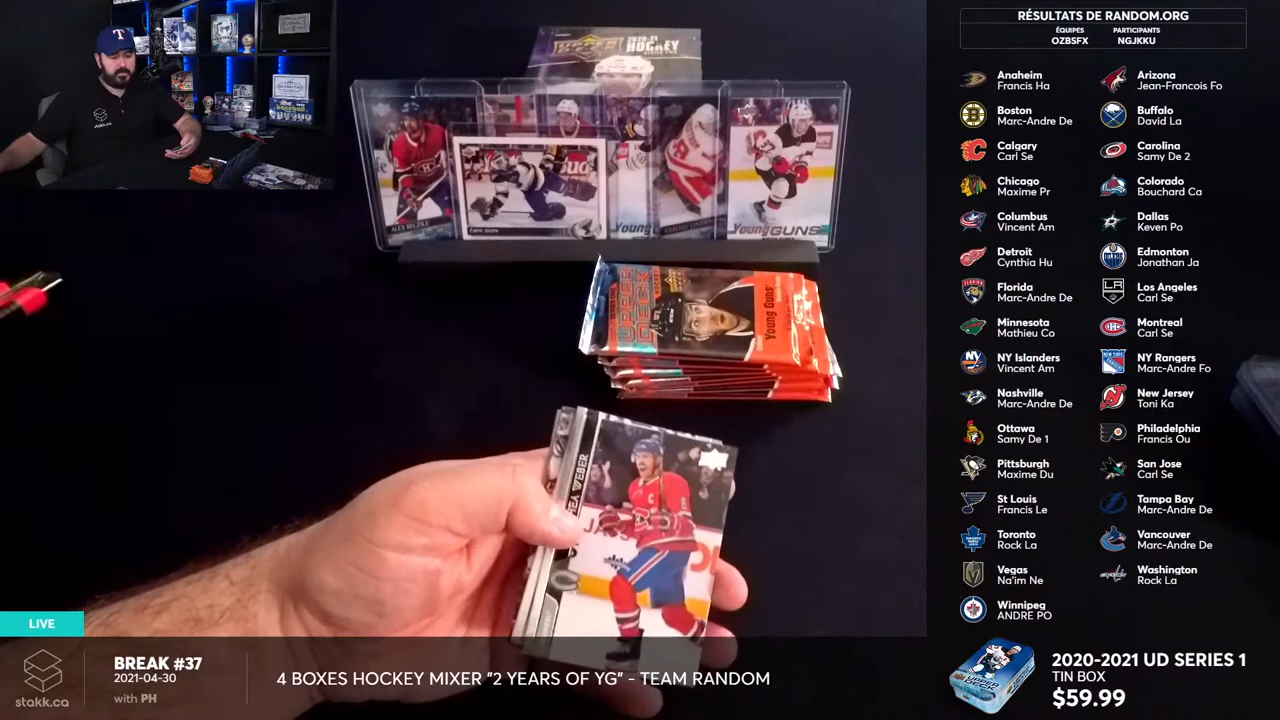 RÉSULTATS DE RANDOM.ORG
ÉQUIPES
OZBSFX
PARTICIPANTS
NGJKKU
Anaheim
Francis Ha
Arizona
Jean-Francois Fo
Boston
Marc-Andre De
Buffalo
David La
Calgary
Carl Se
Carolina
Samy De 2
Chicago
Maxime Pr
Colorado
Bouchard Ca
Columbus
Vincent Am
Dallas
Keven Po
Detroit
Cynthia Hu
Edmonton
Jonathan Ja
Florida
Marc-Andre De
Los Angeles
Carl Se
Minnesota
Mathieu Co
Montreal
Carl Se
NY Islanders
Vincent Am
NY Rangers
Marc-Andre Fo
Nashville
Marc-Andre De
New Jersey
Toni Ka
Ottawa
Samy De 1
Philadelphia
Francis Ou
Pittsburgh
Maxime Du
San Jose
Carl Se
St Louis
Francis Le
Tampa Bay
Marc-Andre De
Toronto
Rock La
Vancouver
Marc-Andre De
Vegas
Na'im Ne
Washington
Rock La
Winnipeg
ANDRE PO
2020-21
HOCKEY
Young GUNS
UPPER DECK
Young Guns
WEBER
LIVE
stakk.ca
BREAK #37
2021-04-30
with PH
4 BOXES HOCKEY MIXER "2 YEARS OF YG" - TEAM RANDOM
2020-2021 UD SERIES 1
TIN BOX
$59.99